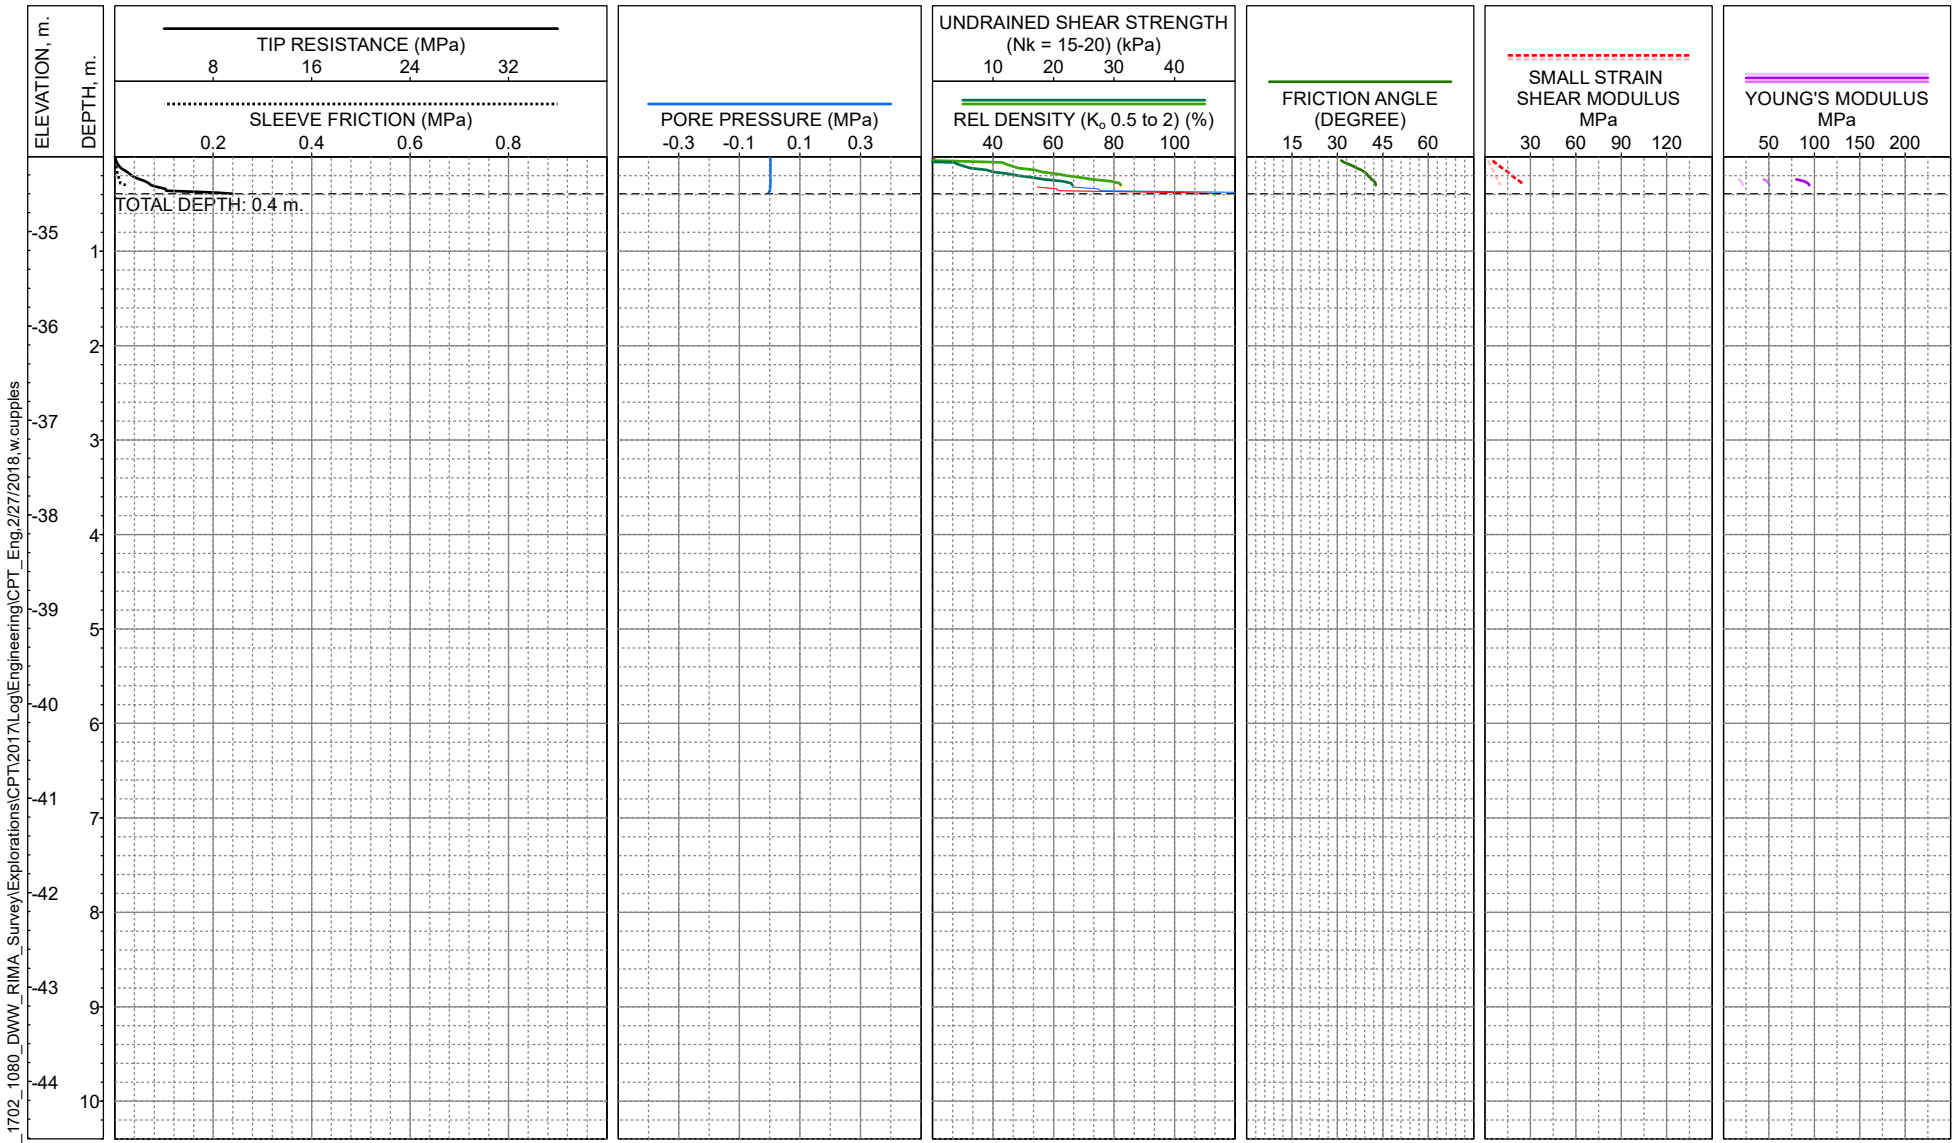 ELEVATION, m.
DEPTH, m.
TIP RESISTANCE (MPa)
8 16 24 32
SLEEVE FRICTION (MPa)
0.2 0.4 0.6 0.8
PORE PRESSURE (MPa)
-0.3 -0.1 0.1 0.3
UNDRAINED SHEAR STRENGTH
(Nk = 15-20) (kPa)
10 20 30 40
REL DENSITY (Ko 0.5 to 2) (%)
40 60 80 100
FRICTION ANGLE
(DEGREE)
15 30 45 60
SMALL STRAIN
SHEAR MODULUS
MPa
30 60 90 120
YOUNG'S MODULUS
MPa
50 100 150 200
TOTAL DEPTH: 0.4 m.
-35
1
-36
2
-37
3
-38
4
-39
5
-40
6
-41
7
-42
8
-43
9
-44
10
_1702_1080_DWW_RIMA_Survey\Explorations\CPT\2017\Log\Engineering\CPT_Eng,2/27/2018,w.cupples